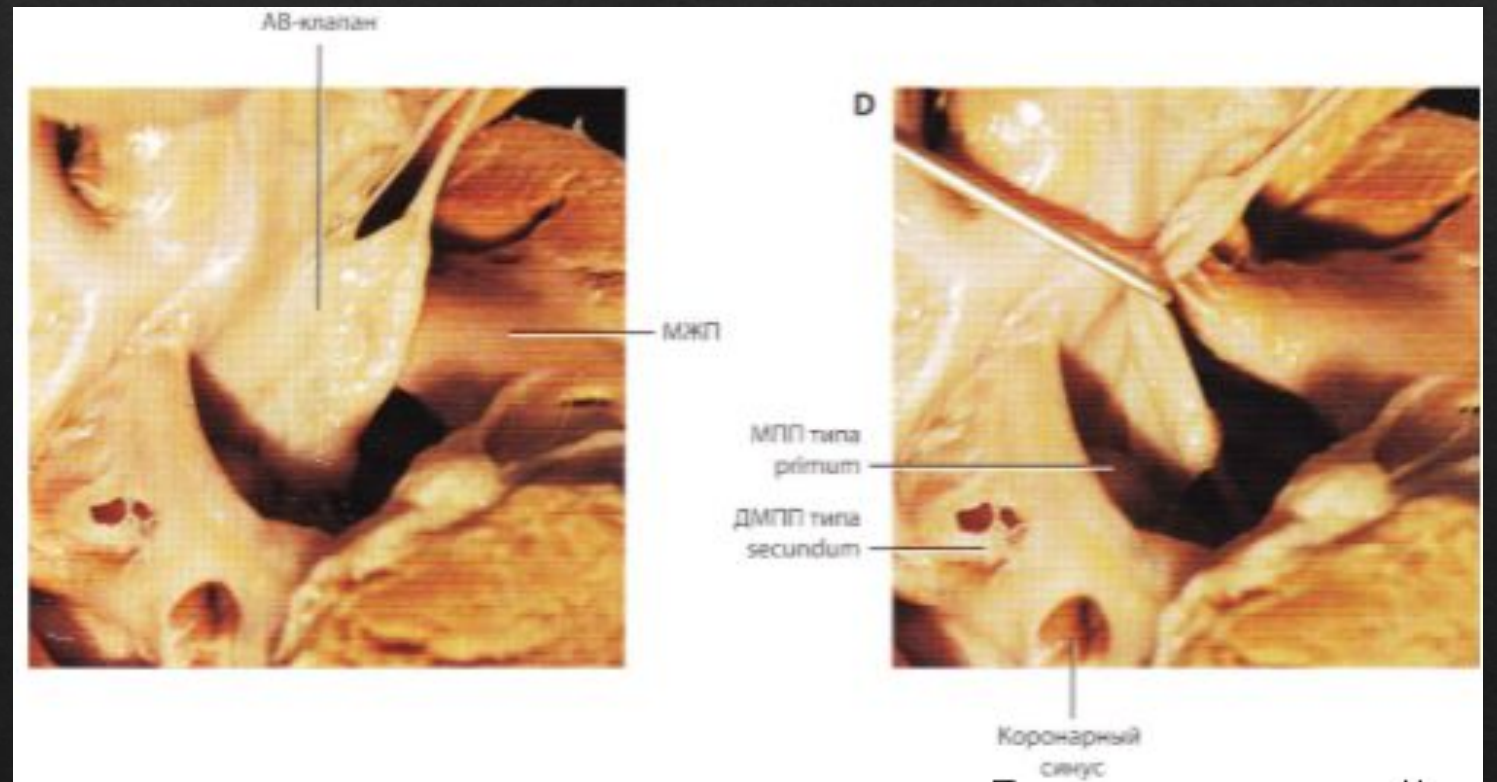 АВ-клапан
D
МЖП
МПП типа
primum
ДМПП типа
secundum
Коронарный
синус